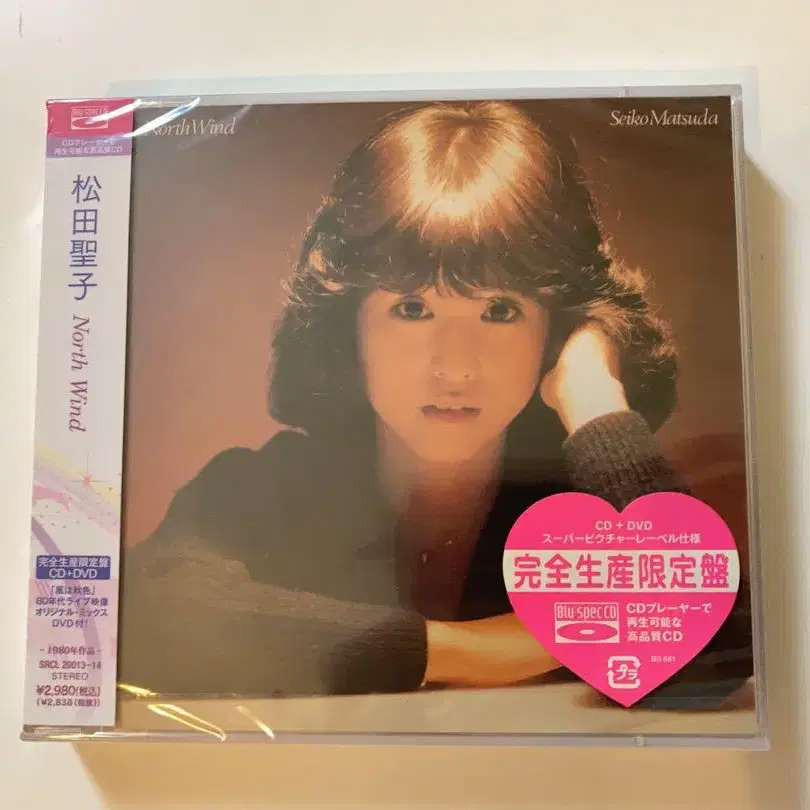 North Wind
Seiko Matsuda
Blu-specCD
CDプレーヤーで
再生可能な高品質CD
松田聖子
North Wind
完全生産限定盤
CD+DVD
「風は秋色」
80年代ライブ映像
オリジナル・ミックス
DVD付!
- 1980年作品 -
SRCL 20013-14
STEREO
¥2,980(税込)
(¥2,838(税抜))
CD + DVD
スーパーピクチャーレーベル仕様
完全生産限定盤
Blu-specCD
CDプレーヤーで
再生可能な
高品質CD
プラ